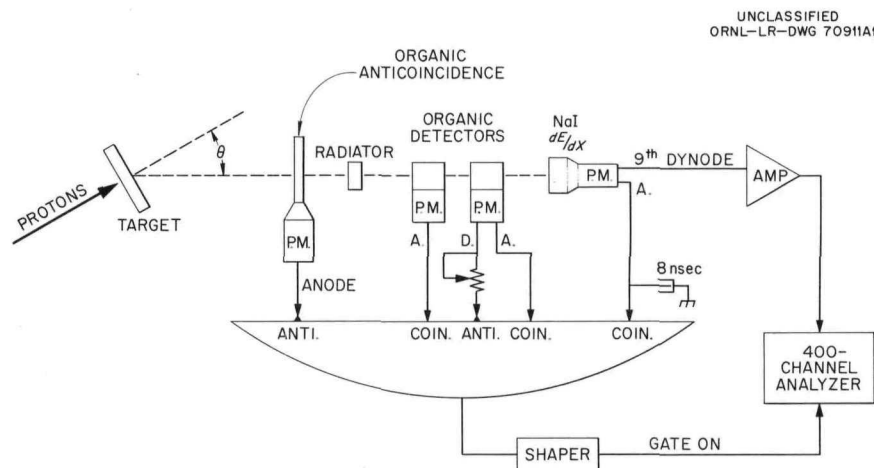 UNCLASSIFIED
ORNL-LR-DWG 70911A
ORGANIC
ANTICOINCIDENCE
ORGANIC
DETECTORS
NaI
dE/dX
RADIATOR
θ
9th DYNODE
AMP
P.M.
P.M.
P.M.
P.M.
A.
PROTONS
TARGET
A.
D.
A.
8 nsec
ANODE
ANTI.
COIN.
ANTI.
COIN.
COIN.
400-
CHANNEL
ANALYZER
SHAPER
GATE ON